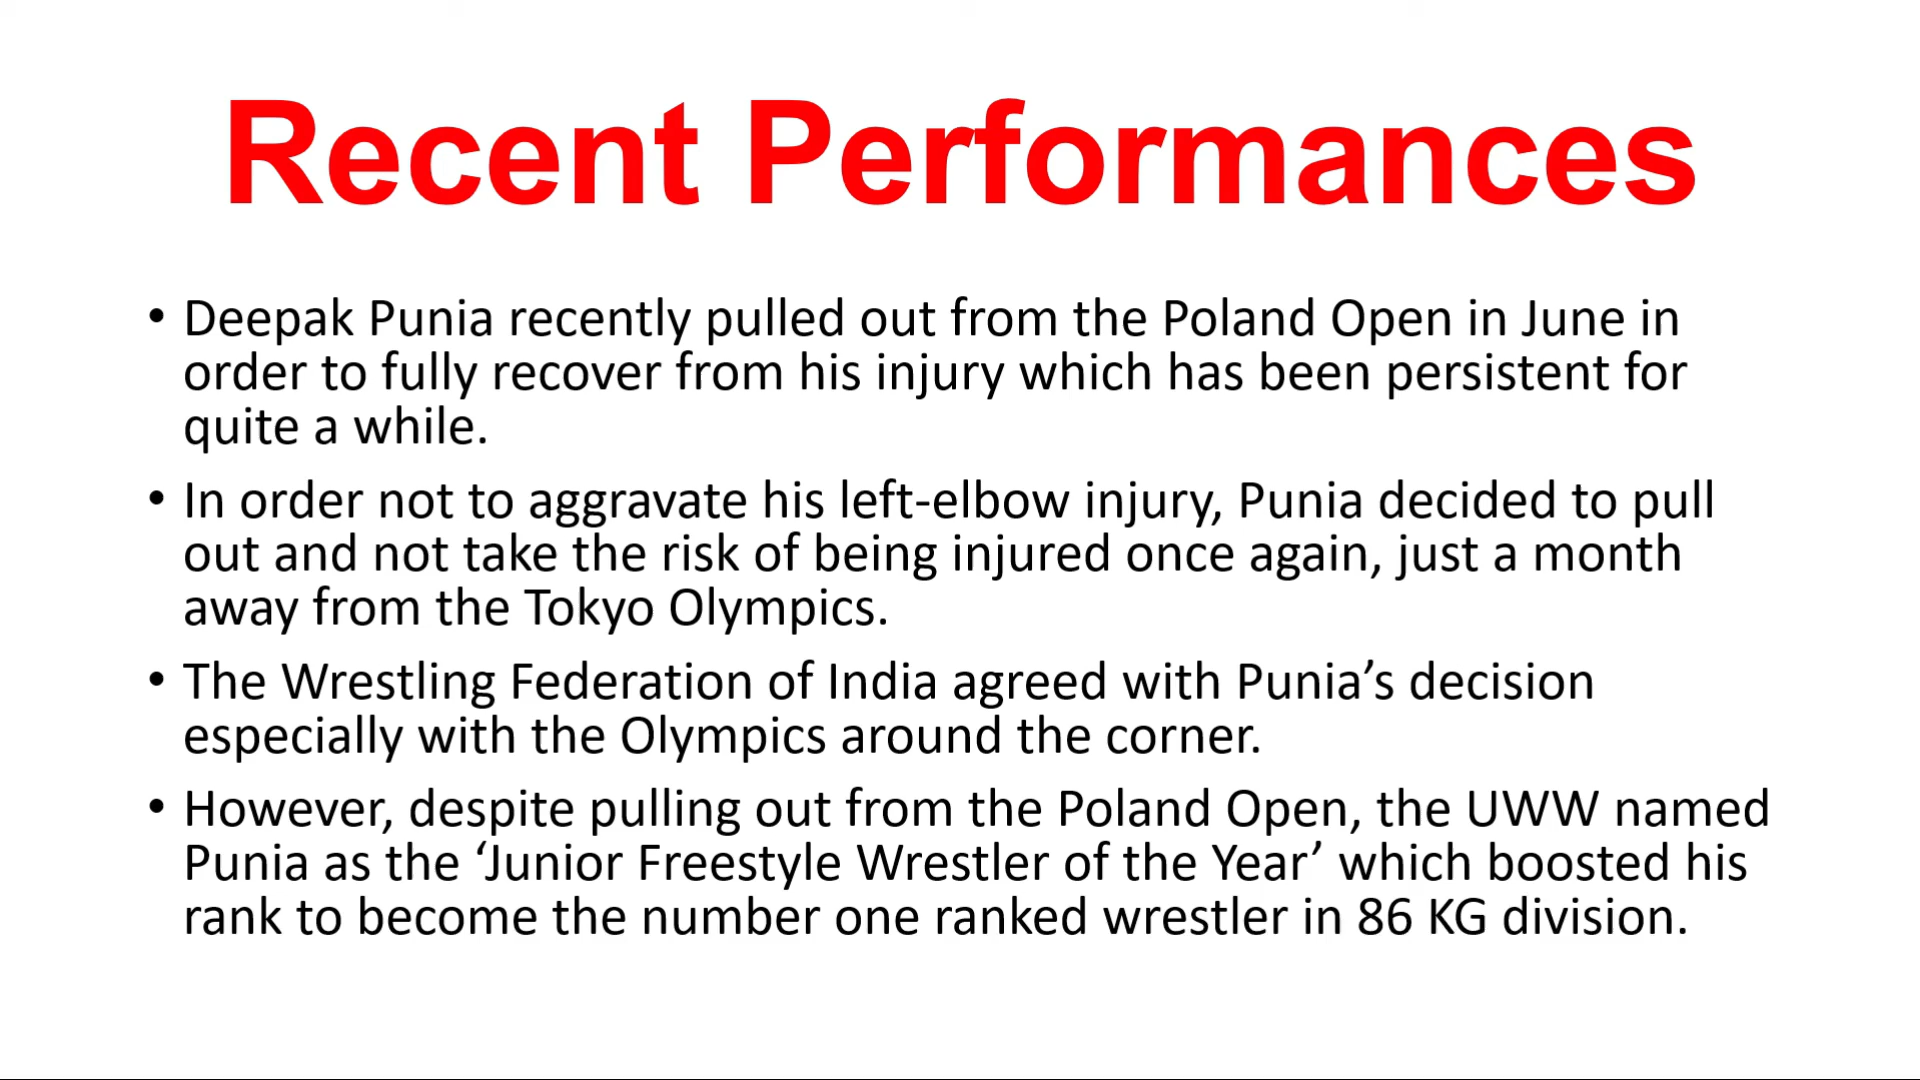 Recent Performances
• Deepak Punia recently pulled out from the Poland Open in June in
order to fully recover from his injury which has been persistent for
quite a while.
• In order not to aggravate his left-elbow injury, Punia decided to pull
out and not take the risk of being injured once again, just a month
away from the Tokyo Olympics.
• The Wrestling Federation of India agreed with Punia’s decision
especially with the Olympics around the corner.
• However, despite pulling out from the Poland Open, the UWW named
Punia as the ‘Junior Freestyle Wrestler of the Year’ which boosted his
rank to become the number one ranked wrestler in 86 KG division.